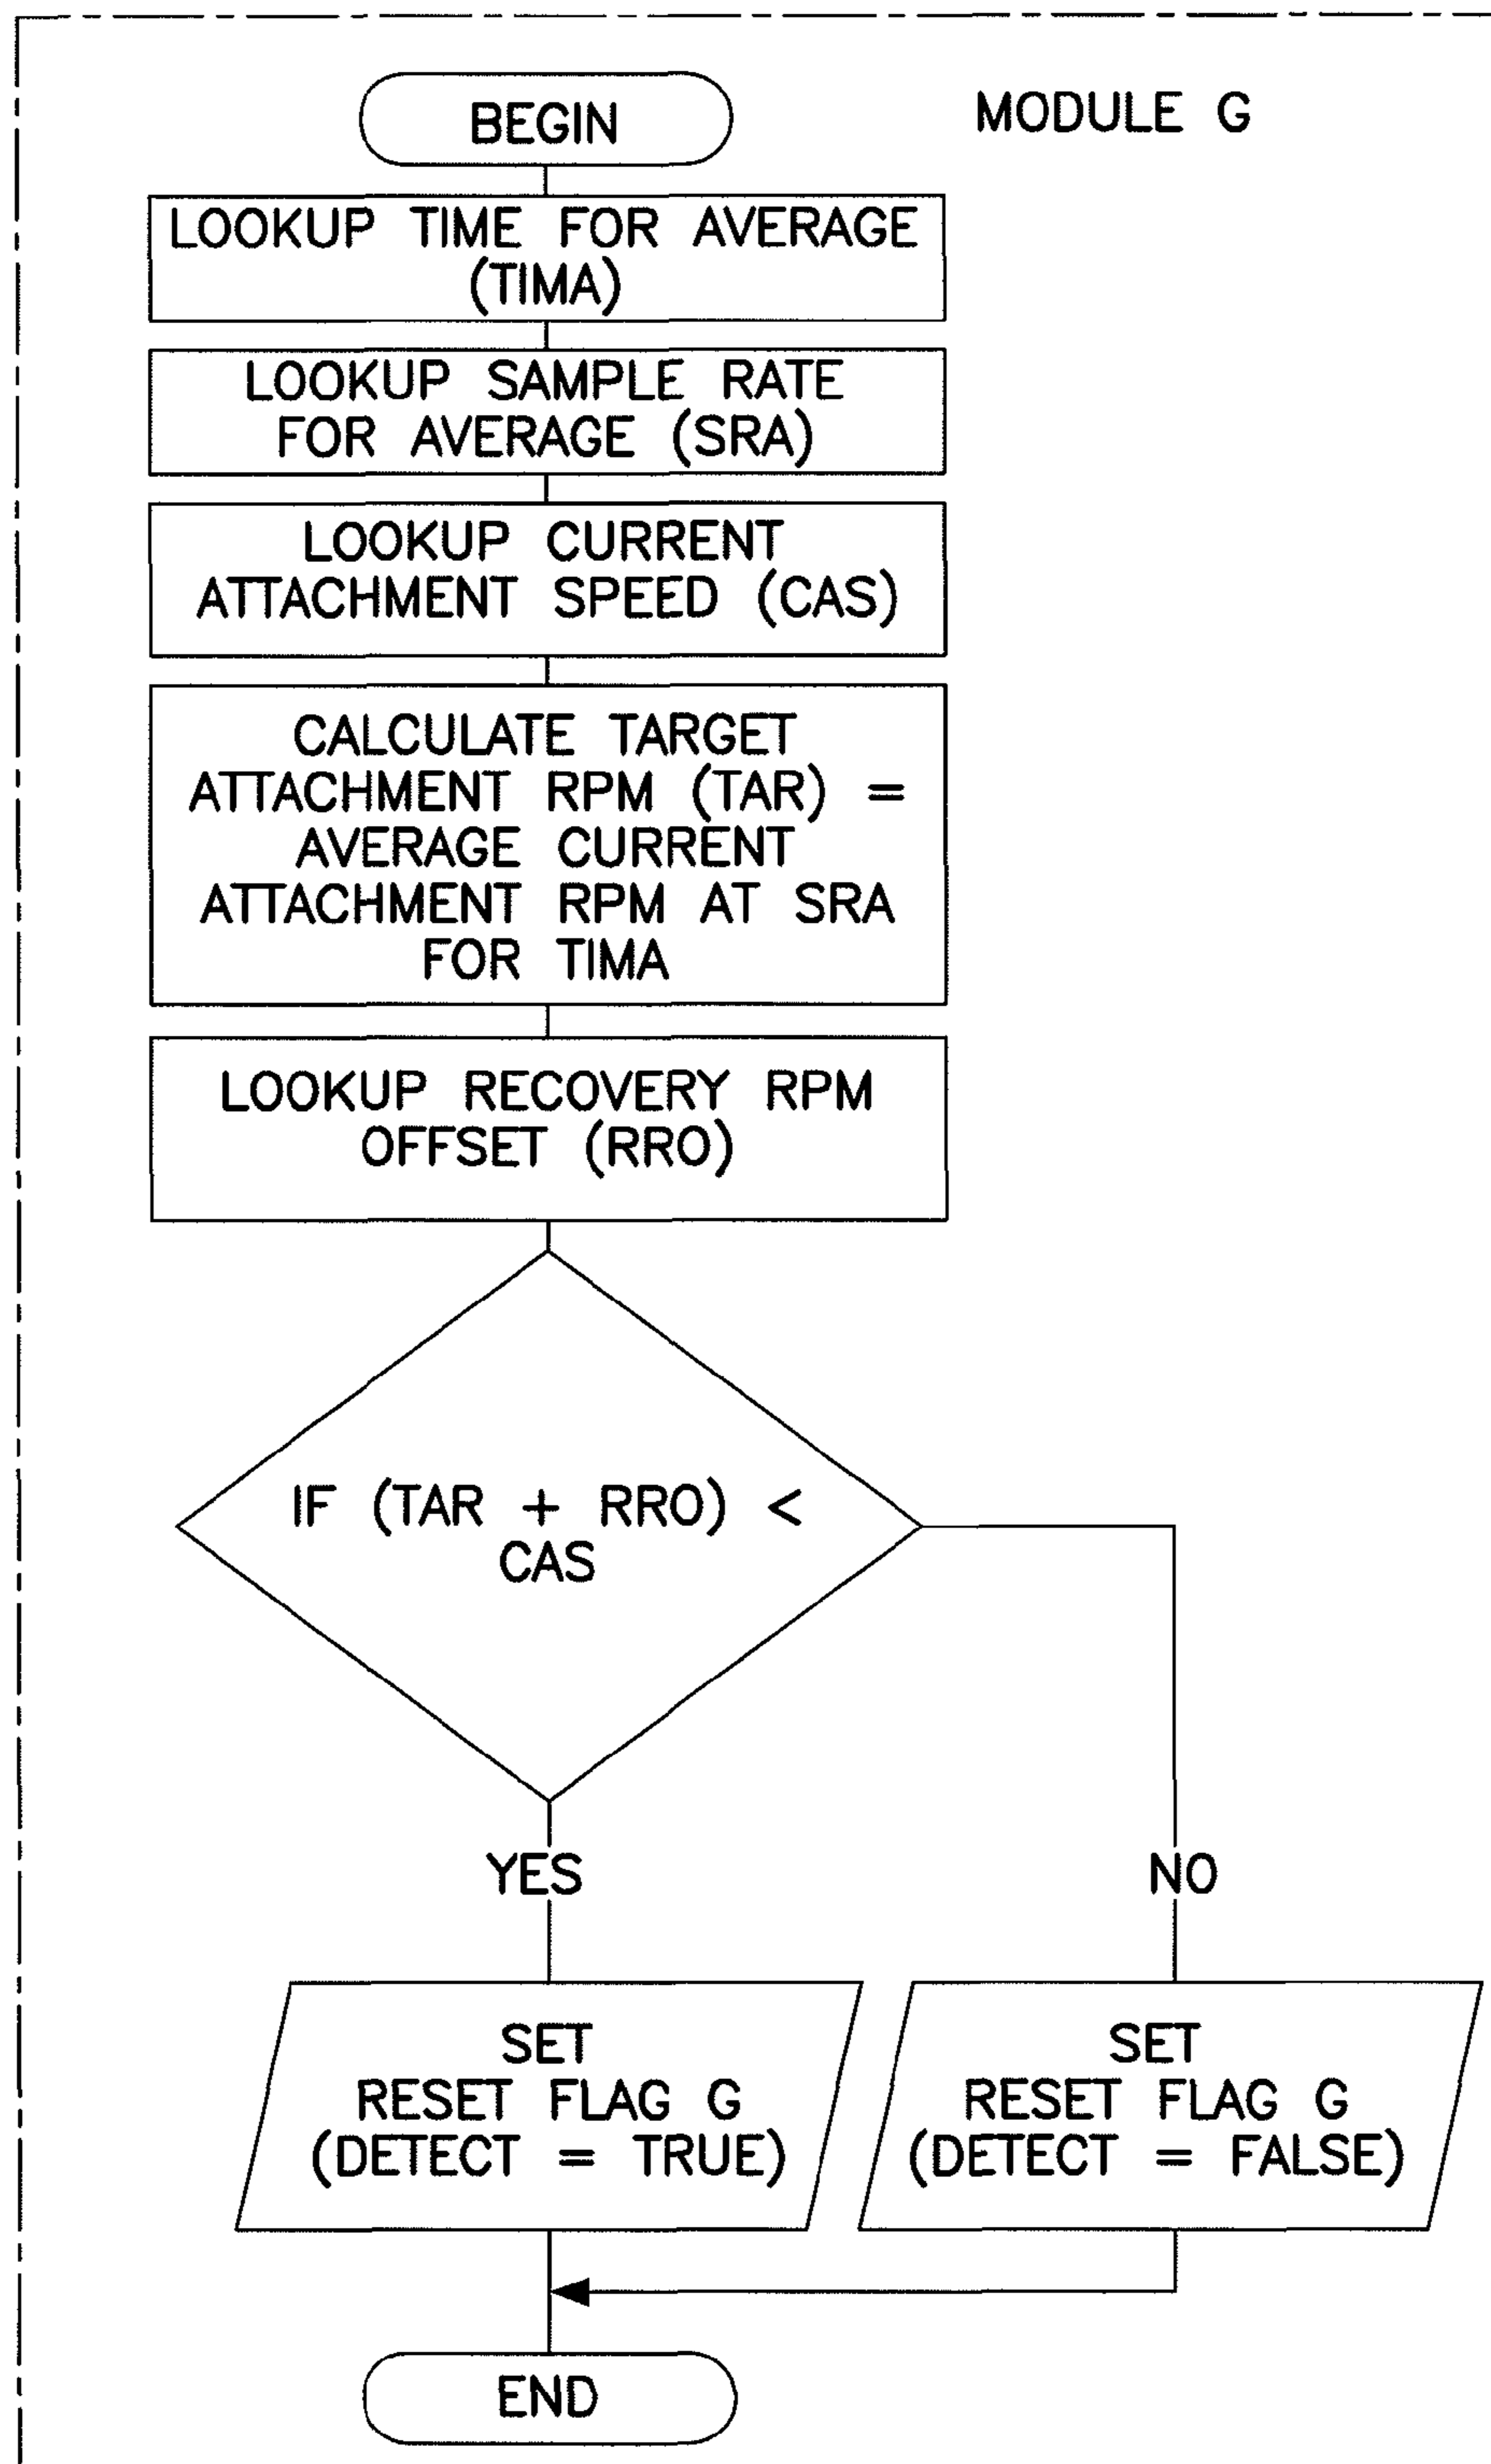 MODULE G
BEGIN
LOOKUP TIME FOR AVERAGE
(TIMA)
LOOKUP SAMPLE RATE
FOR AVERAGE (SRA)
LOOKUP CURRENT
ATTACHMENT SPEED (CAS)
CALCULATE TARGET
ATTACHMENT RPM (TAR) =
AVERAGE CURRENT
ATTACHMENT RPM AT SRA
FOR TIMA
LOOKUP RECOVERY RPM
OFFSET (RRO)
IF (TAR + RRO) <
CAS
YES
NO
SET
RESET FLAG G
(DETECT = TRUE)
SET
RESET FLAG G
(DETECT = FALSE)
END